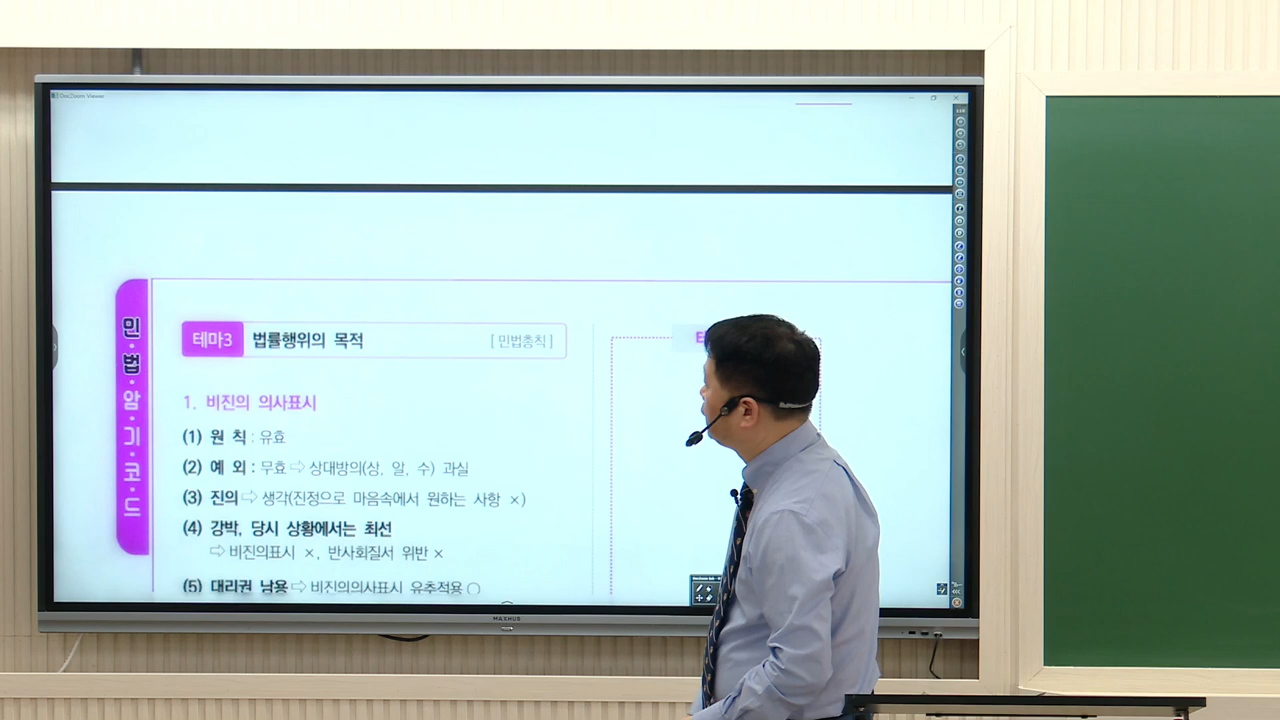 Doc2oom Viewer
민·법·암·기·코·드
테마3 법률행위의 목적 [ 민법총칙 ]
1. 비진의 의사표시
(1) 원 칙 : 유효
(2) 예 외 : 무효 ⇨ 상대방의(상, 알, 수) 과실
(3) 진의 ⇨ 생각(진정으로 마음속에서 원하는 사항 ×)
(4) 강박, 당시 상황에서는 최선
⇨ 비진의표시 ×, 반사회질서 위반 ×
(5) 대리권 남용 ⇨ 비진의의사표시 유추적용 ○
MAXHUB